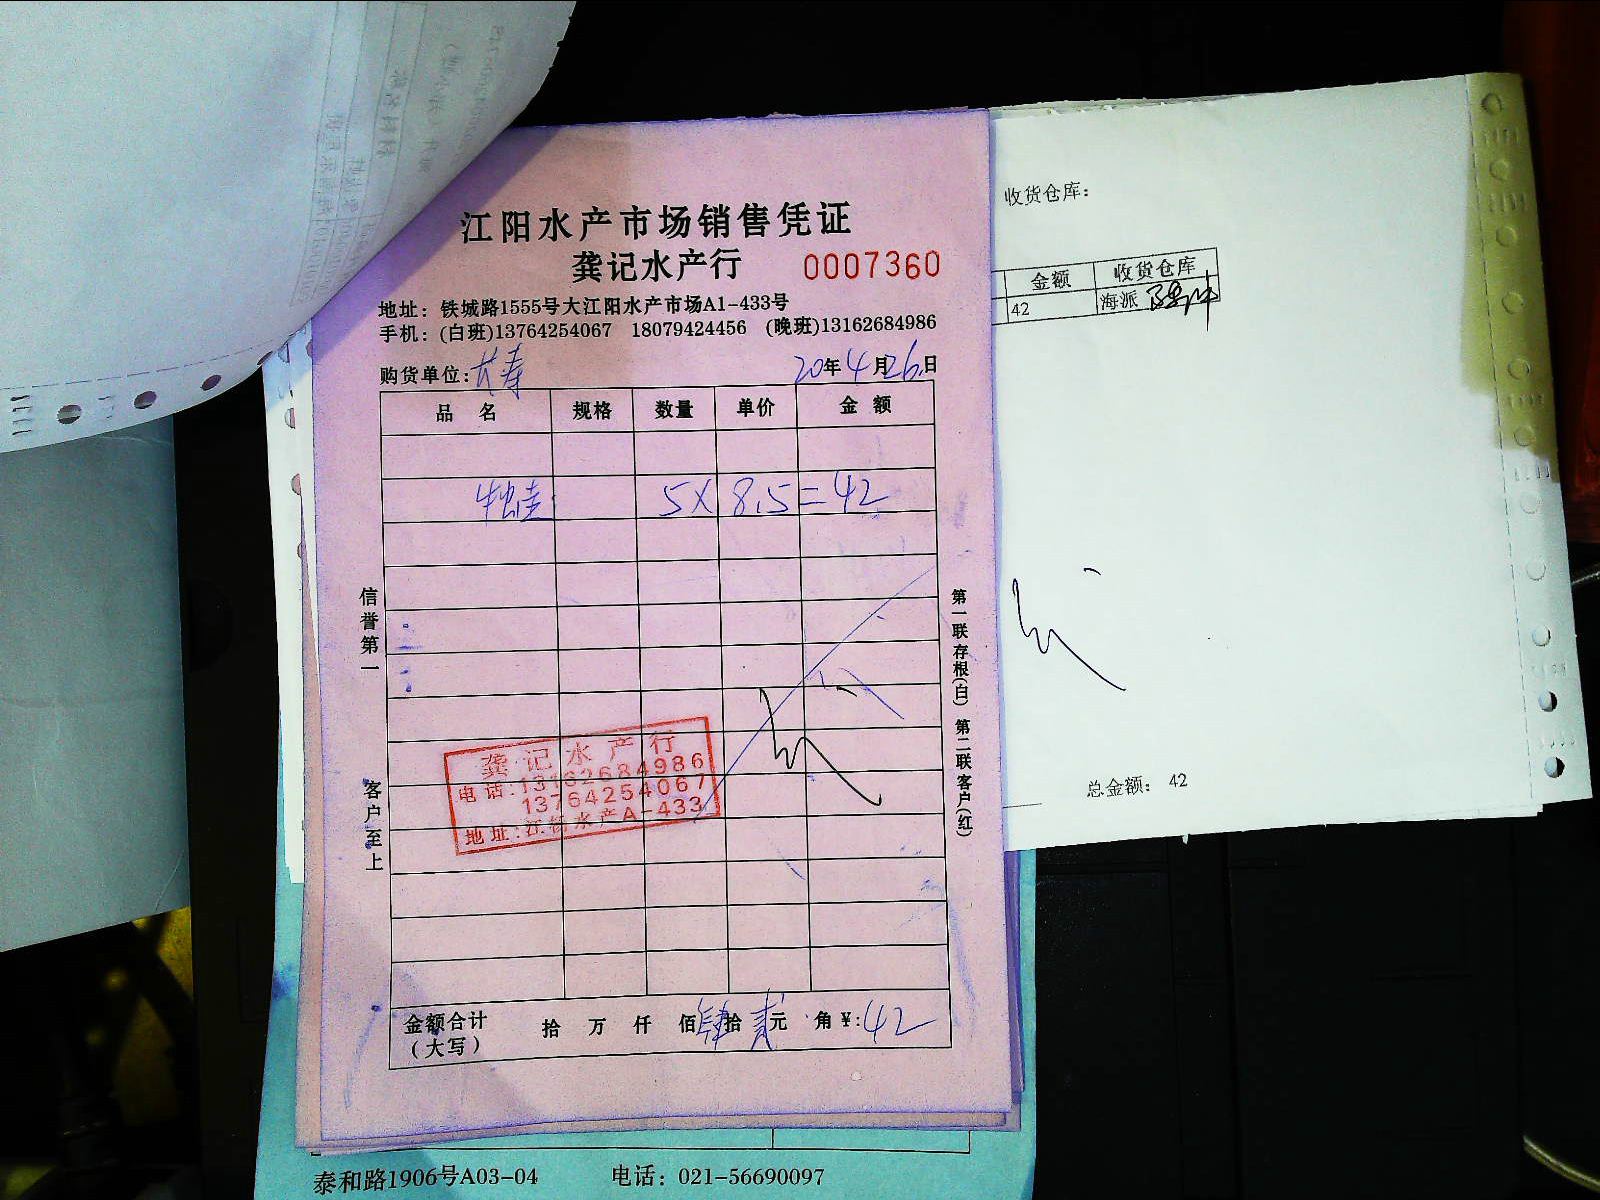 江阳水产市场销售凭证
龚记水产行 0007360
地址：铁城路1555号大江阳水产市场A1-433号
手机：(白班)13764254067 18079424456 (晚班)13162684986
购货单位：长寿 20年4月26日
品名 规格 数量 单价 金额
牛蛙 5X 8.5=42
信誉第一
客户至上
第一联存根(白) 第二联客户(红)
龚记水产行
电话:13162684986
13764254067
地址:江杨水产A-433
金额合计 拾 万 仟 佰 肆拾 贰元 角 ¥:42
(大写)
收货仓库：
金额 收货仓库
42 海派
总金额： 42
泰和路1906号A03-04 电话：021-56690097